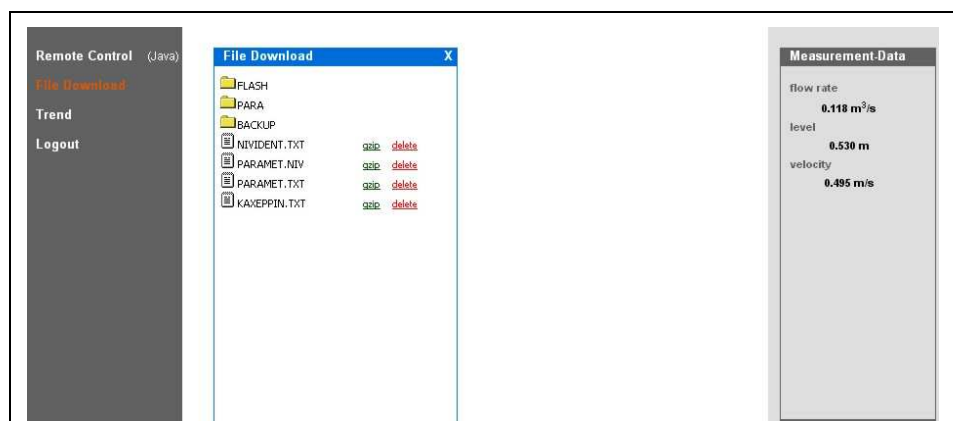 Remote Control (Java)
File Download
Trend
Logout
File Download X
FLASH
PARA
BACKUP
NIVIDENT.TXT gzip delete
PARAMET.NIV gzip delete
PARAMET.TXT gzip delete
KAXEPPIN.TXT gzip delete
Measurement-Data
flow rate
0.118 m³/s
level
0.530 m
velocity
0.495 m/s